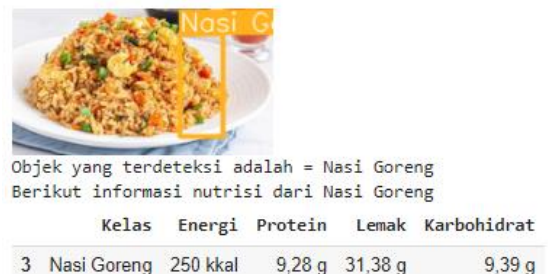 Nasi G
Objek yang terdeteksi adalah = Nasi Goreng
Berikut informasi nutrisi dari Nasi Goreng
Kelas Energi Protein Lemak Karbohidrat
3 Nasi Goreng 250 kkal 9,28 g 31,38 g 9,39 g